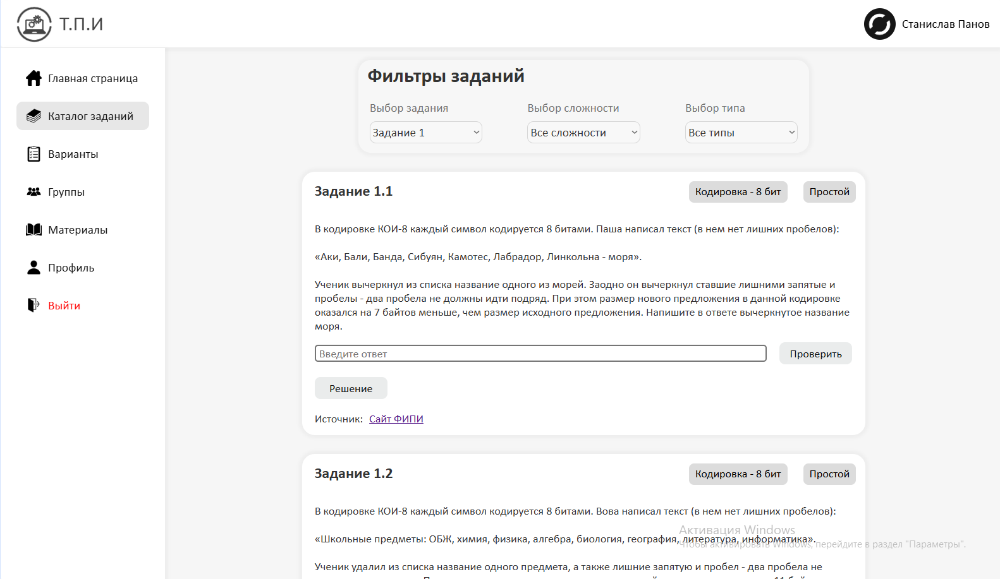 Т.П.И
Станислав Панов
Главная страница
Каталог заданий
Варианты
Группы
Материалы
Профиль
Выйти
Фильтры заданий
Выбор задания
Выбор сложности
Выбор типа
Задание 1
Все сложности
Все типы
Задание 1.1
Кодировка - 8 бит
Простой
В кодировке КОИ-8 каждый символ кодируется 8 битами. Паша написал текст (в нем нет лишних пробелов):
«Аки, Бали, Банда, Сибуян, Камотес, Лабрадор, Линкольна - моря».
Ученик вычеркнул из списка название одного из морей. Заодно он вычеркнул ставшие лишними запятые и
пробелы - два пробела не должны идти подряд. При этом размер нового предложения в данной кодировке
оказался на 7 байтов меньше, чем размер исходного предложения. Напишите в ответе вычеркнутое название
моря.
Введите ответ
Проверить
Решение
Источник: Сайт ФИПИ
Задание 1.2
Кодировка - 8 бит
Простой
В кодировке КОИ-8 каждый символ кодируется 8 битами. Вова написал текст (в нем нет лишних пробелов):
Активация Windows
«Школьные предметы: ОБЖ, химия, физика, алгебра, биология, география, литература, информатика».
Чтобы активировать Windows, перейдите в раздел "Параметры".
Ученик удалил из списка название одного предмета, а также лишние запятую и пробел - два пробела не